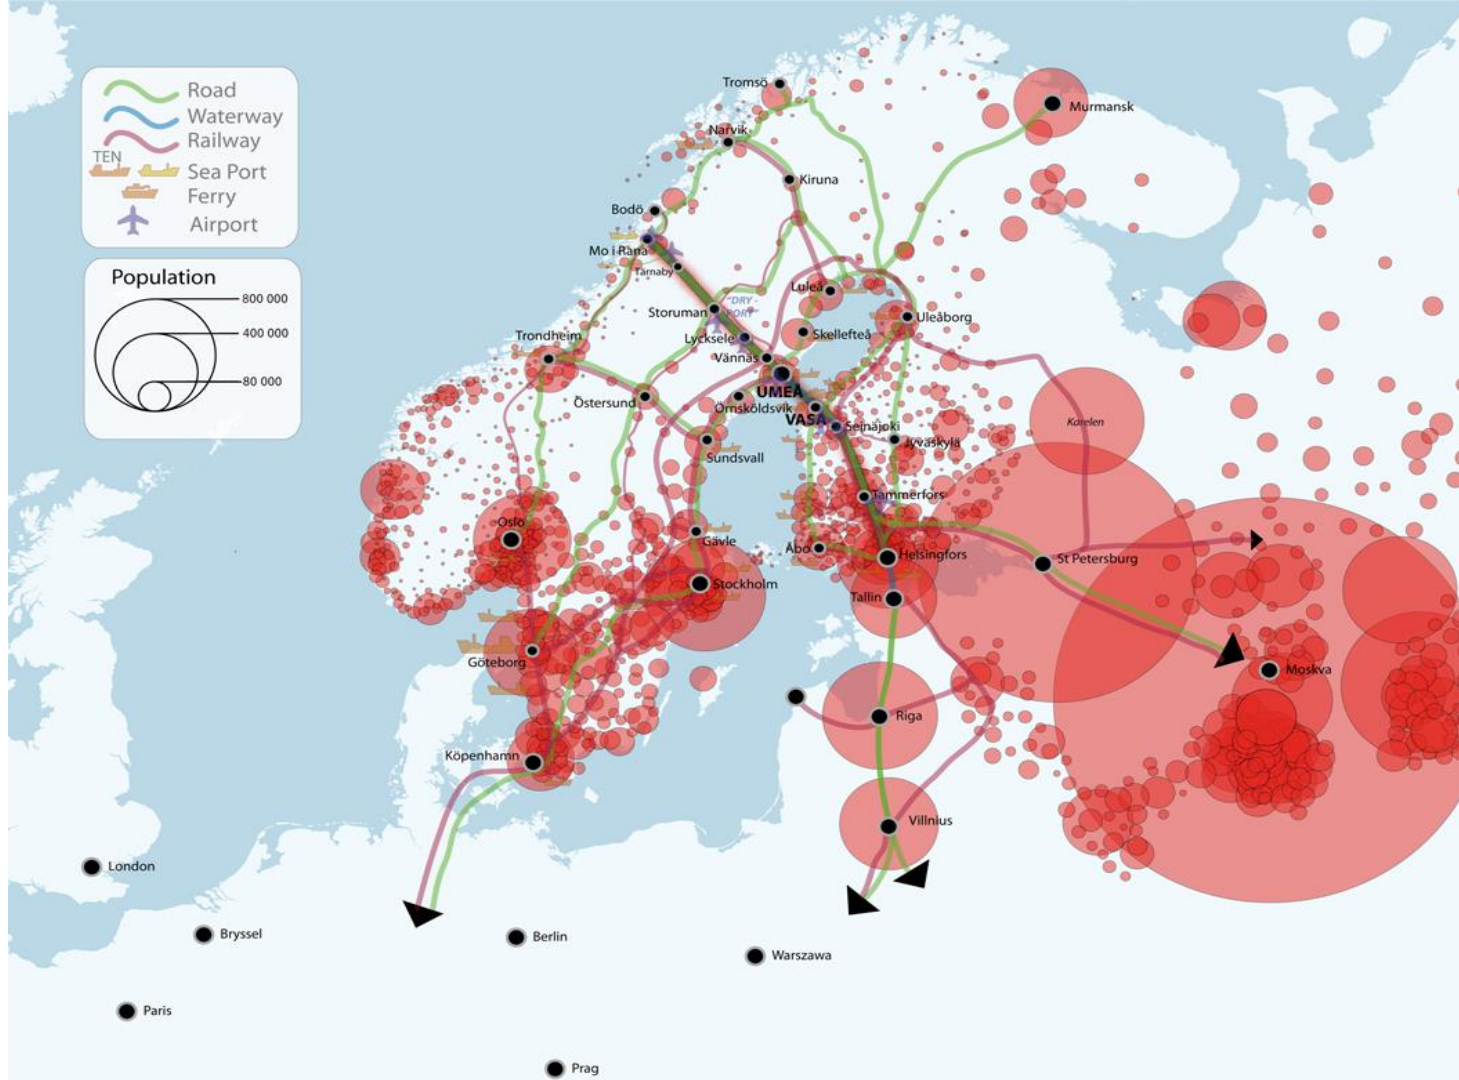 Road
Waterway
Railway
TEN
Sea Port
Ferry
Airport
Population
800 000
400 000
80 000
Tromsö
Murmansk
Narvik
Kiruna
Bodö
Mo i Rana
Tärnaby
Luleå
"DRY -
PORT"
Storuman
Uleåborg
Skellefteå
Lycksele
Trondheim
Vännäs
UMEÅ
Östersund
Örnsköldsvik
VASA
Karelen
Seinäjoki
Jyväskylä
Sundsvall
Tammerfors
Oslo
Gävle
Åbo
Helsingfors
St Petersburg
Stockholm
Tallin
Göteborg
Moskva
Riga
Köpenhamn
Villnius
London
Bryssel
Berlin
Warszawa
Paris
Prag